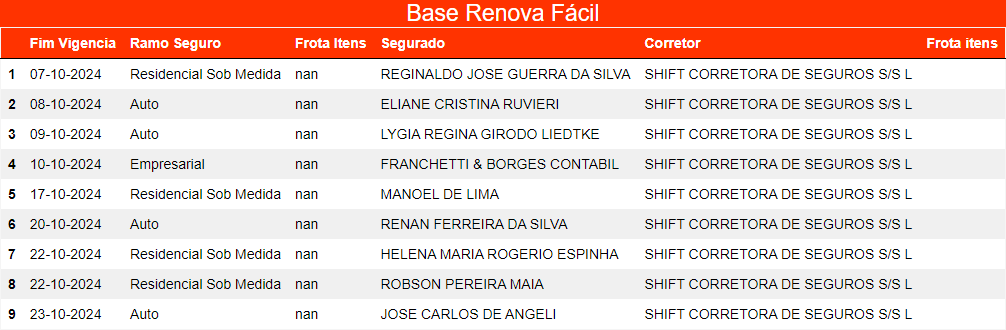 Base Renova Fácil
Fim Vigencia Ramo Seguro Frota Itens Segurado Corretor Frota itens
1 07-10-2024 Residencial Sob Medida nan REGINALDO JOSE GUERRA DA SILVA SHIFT CORRETORA DE SEGUROS S/S L
2 08-10-2024 Auto nan ELIANE CRISTINA RUVIERI SHIFT CORRETORA DE SEGUROS S/S L
3 09-10-2024 Auto nan LYGIA REGINA GIRODO LIEDTKE SHIFT CORRETORA DE SEGUROS S/S L
4 10-10-2024 Empresarial nan FRANCHETTI & BORGES CONTABIL SHIFT CORRETORA DE SEGUROS S/S L
5 17-10-2024 Residencial Sob Medida nan MANOEL DE LIMA SHIFT CORRETORA DE SEGUROS S/S L
6 20-10-2024 Auto nan RENAN FERREIRA DA SILVA SHIFT CORRETORA DE SEGUROS S/S L
7 22-10-2024 Residencial Sob Medida nan HELENA MARIA ROGERIO ESPINHA SHIFT CORRETORA DE SEGUROS S/S L
8 22-10-2024 Residencial Sob Medida nan ROBSON PEREIRA MAIA SHIFT CORRETORA DE SEGUROS S/S L
9 23-10-2024 Auto nan JOSE CARLOS DE ANGELI SHIFT CORRETORA DE SEGUROS S/S L